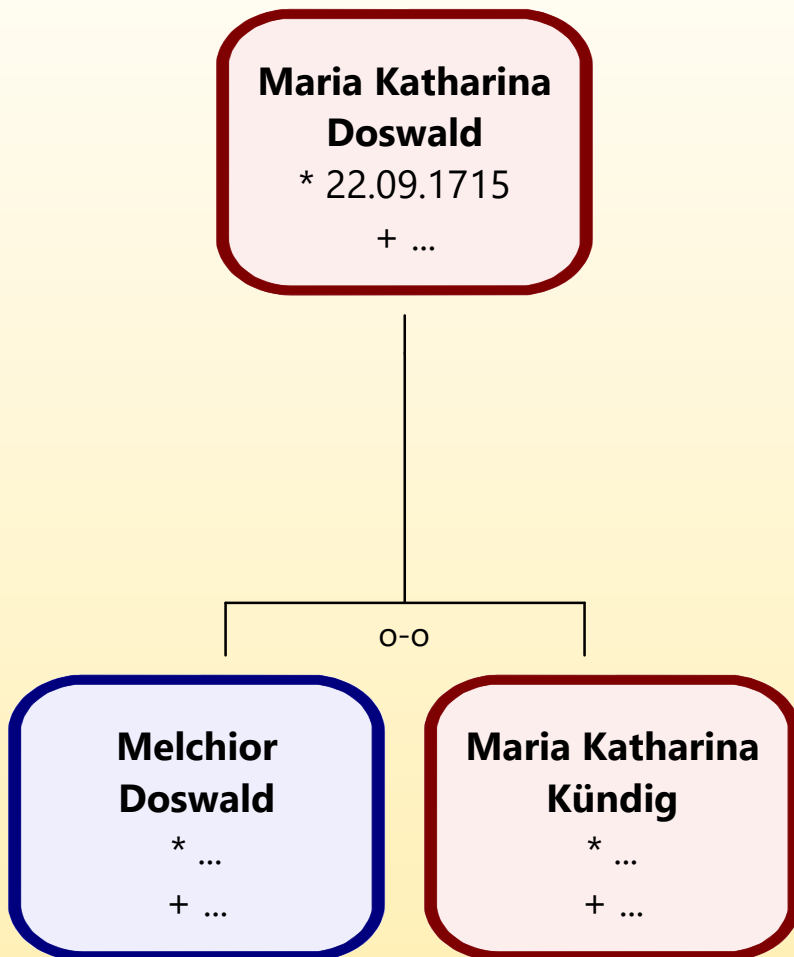 Maria Katharina
Doswald
* 22.09.1715
+ ...
o-o
Melchior
Doswald
* ...
+ ...
Maria Katharina
Kündig
* ...
+ ...